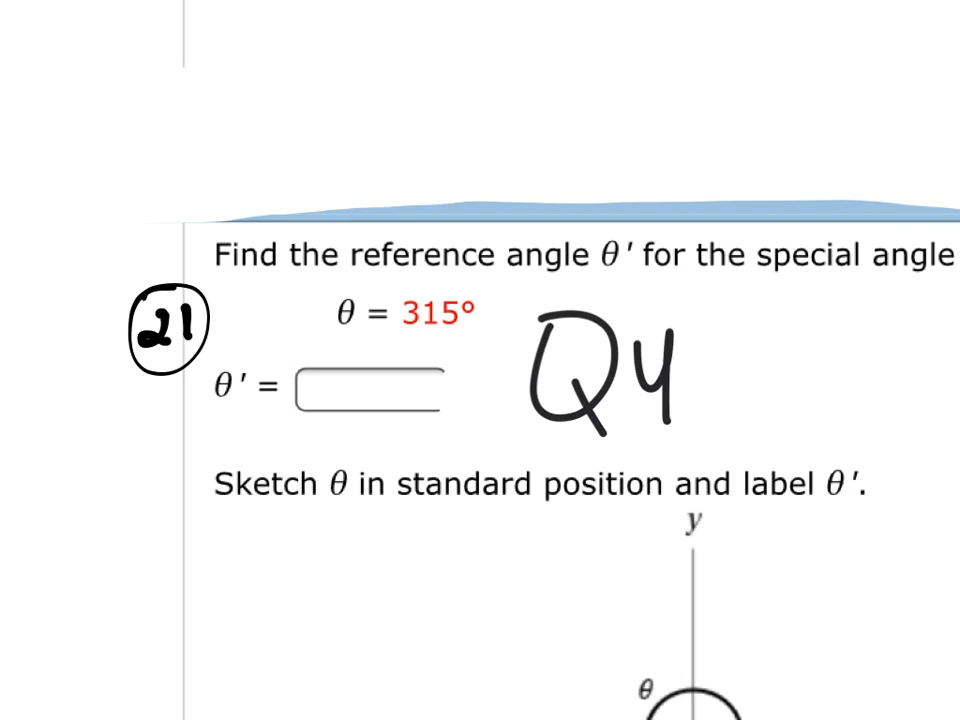 Find the reference angle θ′ for the special angle
21
θ = 315°
Q4
θ′ =
Sketch θ in standard position and label θ′.
y
θ